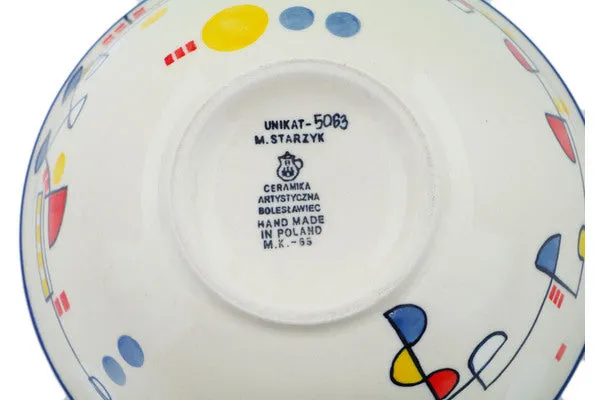 UNIKAT-5063
M. STARZYK
CERAMIKA
ARTYSTYCZNA
BOLESŁAWIEC
HAND MADE
IN POLAND
M.K.-65